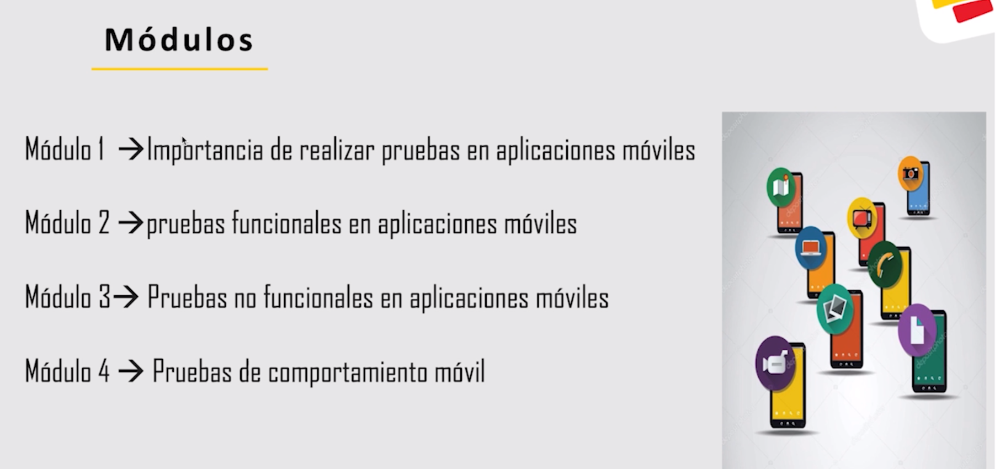 Módulos
Módulo 1 →Importancia de realizar pruebas en aplicaciones móviles
Módulo 2 →pruebas funcionales en aplicaciones móviles
Módulo 3→ Pruebas no funcionales en aplicaciones móviles
Módulo 4 → Pruebas de comportamiento móvil